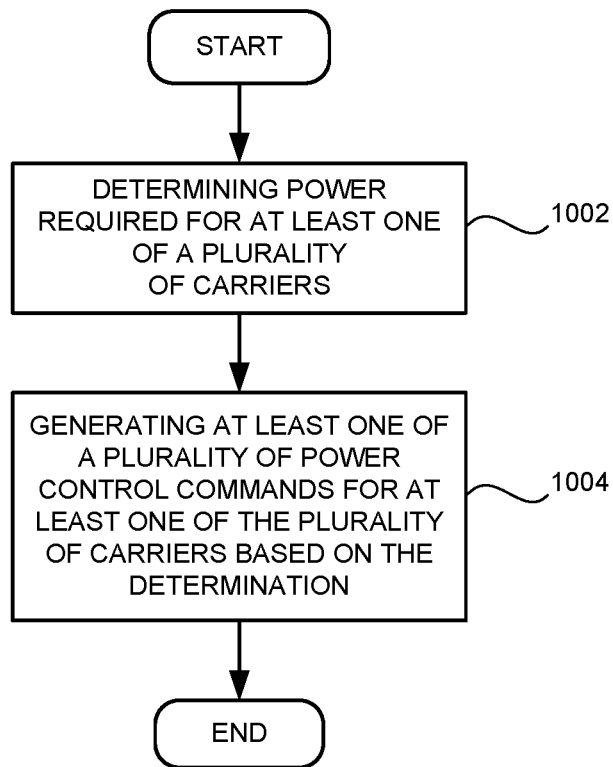 START
DETERMINING POWER
REQUIRED FOR AT LEAST ONE
OF A PLURALITY
OF CARRIERS
1002
GENERATING AT LEAST ONE OF
A PLURALITY OF POWER
CONTROL COMMANDS FOR AT
LEAST ONE OF THE PLURALITY
OF CARRIERS BASED ON THE
DETERMINATION
1004
END